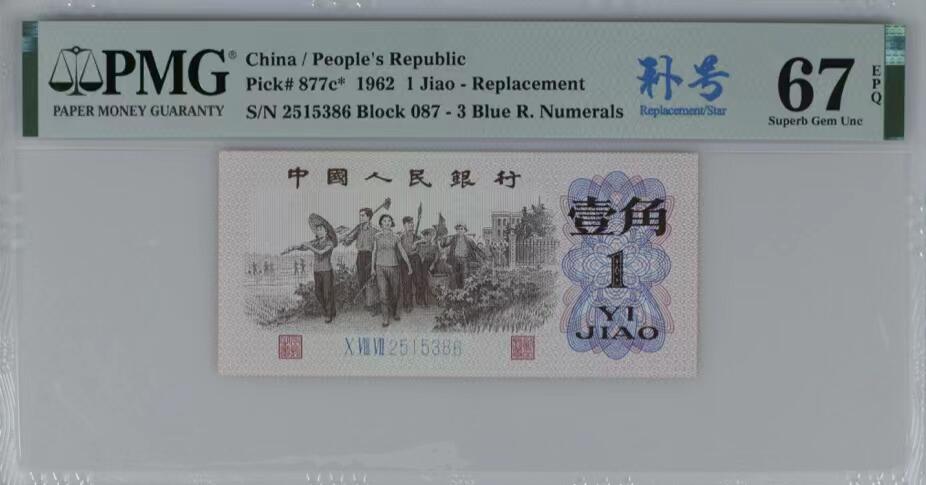 PMG®
PAPER MONEY GUARANTY
China / People's Republic
Pick# 877c* 1962 1 Jiao - Replacement
S/N 2515386 Block 087 - 3 Blue R. Numerals
补号
Replacement/Star
67
EPQ
Superb Gem Unc
中國人民銀行
壹角
1
YI
JIAO
X VIII VII 2515386